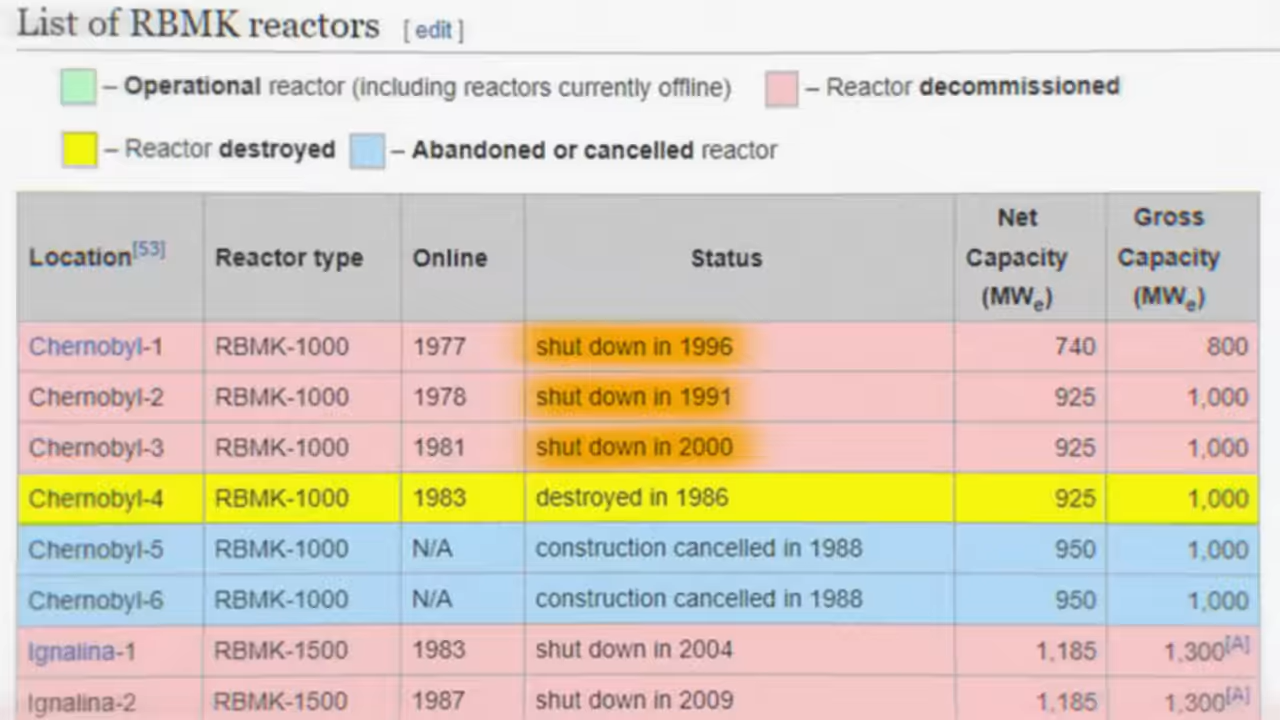 List of RBMK reactors [ edit ]
– Operational reactor (including reactors currently offline) – Reactor decommissioned
– Reactor destroyed – Abandoned or cancelled reactor
Location[53] Reactor type Online Status Net Capacity (MWe) Gross Capacity (MWe)
Chernobyl-1 RBMK-1000 1977 shut down in 1996 740 800
Chernobyl-2 RBMK-1000 1978 shut down in 1991 925 1,000
Chernobyl-3 RBMK-1000 1981 shut down in 2000 925 1,000
Chernobyl-4 RBMK-1000 1983 destroyed in 1986 925 1,000
Chernobyl-5 RBMK-1000 N/A construction cancelled in 1988 950 1,000
Chernobyl-6 RBMK-1000 N/A construction cancelled in 1988 950 1,000
Ignalina-1 RBMK-1500 1983 shut down in 2004 1,185 1,300[A]
Ignalina-2 RBMK-1500 1987 shut down in 2009 1,185 1,300[A]